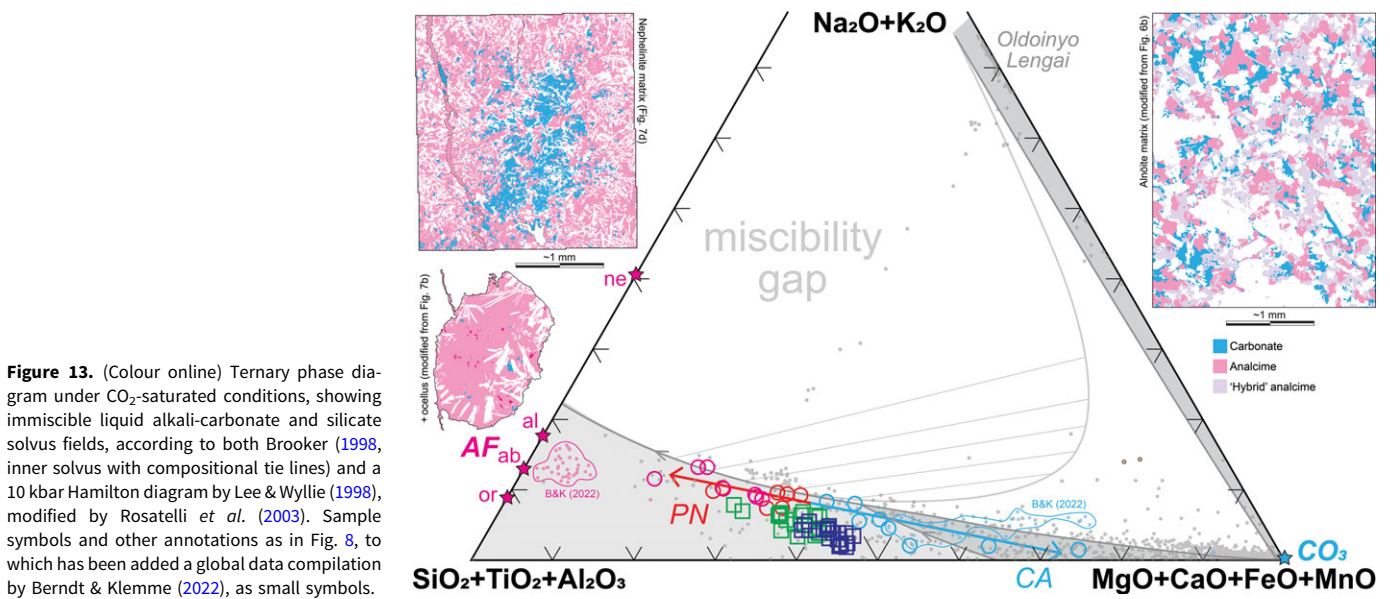 Figure 13. (Colour online) Ternary phase dia-
gram under CO₂-saturated conditions, showing
immiscible liquid alkali-carbonate and silicate
solvus fields, according to both Brooker (1998,
inner solvus with compositional tie lines) and a
10 kbar Hamilton diagram by Lee & Wyllie (1998),
modified by Rosatelli et al. (2003). Sample
symbols and other annotations as in Fig. 8, to
which has been added a global data compilation
by Berndt & Klemme (2022), as small symbols.
Nephelinite matrix (Fig. 7d)
~1 mm
+ ocellus (modified from Fig. 7b)
Na₂O+K₂O
Oldoinyo
Lengai
miscibility
gap
Alnöite matrix (modified from Fig. 6b)
~1 mm
Carbonate
Analcime
'Hybrid' analcime
ne
al
AF
ab
or
B&K (2022)
PN
B&K (2022)
CA
CO₃
SiO₂+TiO₂+Al₂O₃
MgO+CaO+FeO+MnO